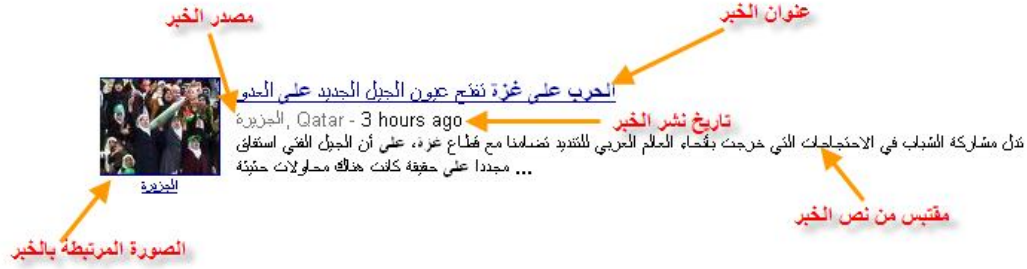 عنوان الخبر
مصدر الخبر
الحرب على غزة تفتح عيون الجيل الجديد على العدو
الجزيرة, Qatar - 3 hours ago
تاريخ نشر الخبر
تدل مشاركة الشباب في الاحتجاجات التي خرجت بأنحاء العالم العربي للتنديد تضامنا مع قطاع غزة، على أن الجيل الفتي استفاق
مجددا على حقيقة كانت هناك محاولات حثيثة ...
الجزيرة
مقتبس من نص الخبر
الصورة المرتبطة بالخبر